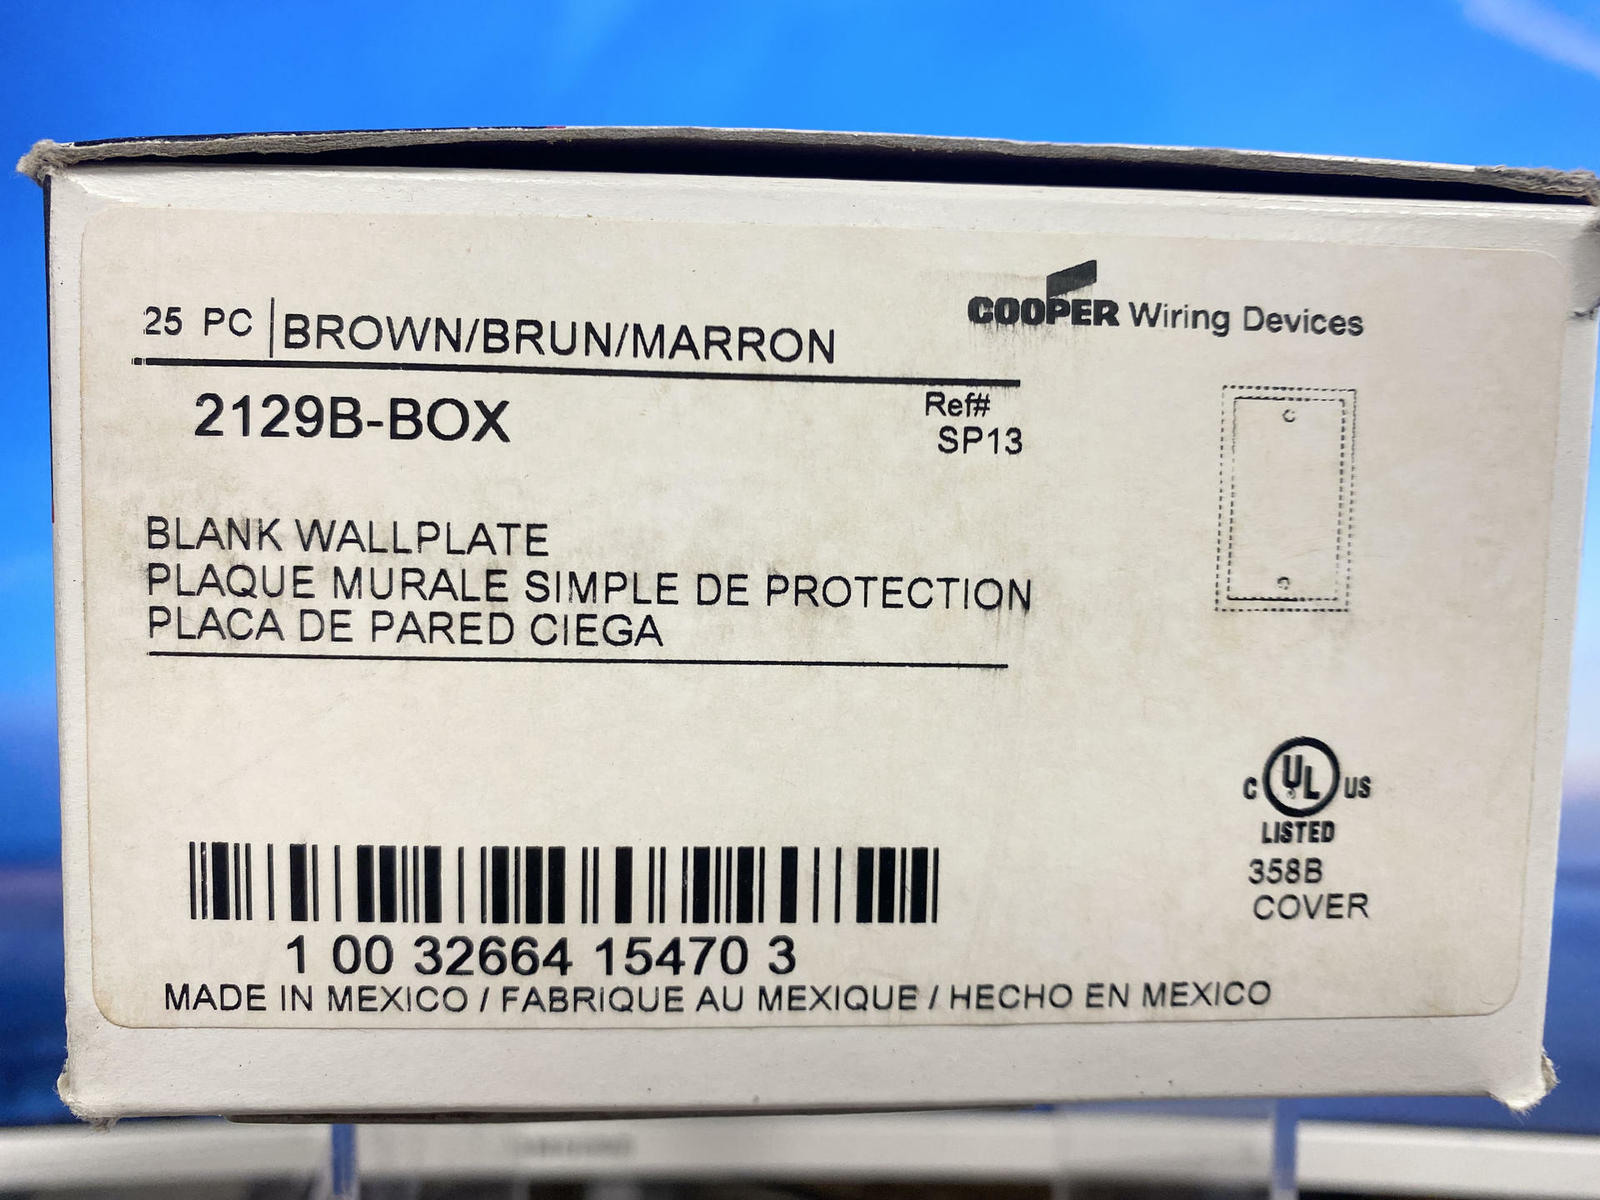 25 PC BROWN/BRUN/MARRON
COOPER Wiring Devices
2129B-BOX
Ref#
SP13
BLANK WALLPLATE
PLAQUE MURALE SIMPLE DE PROTECTION
PLACA DE PARED CIEGA
C UL US
LISTED
358B
COVER
1 00 32664 15470 3
MADE IN MEXICO / FABRIQUE AU MEXIQUE / HECHO EN MEXICO